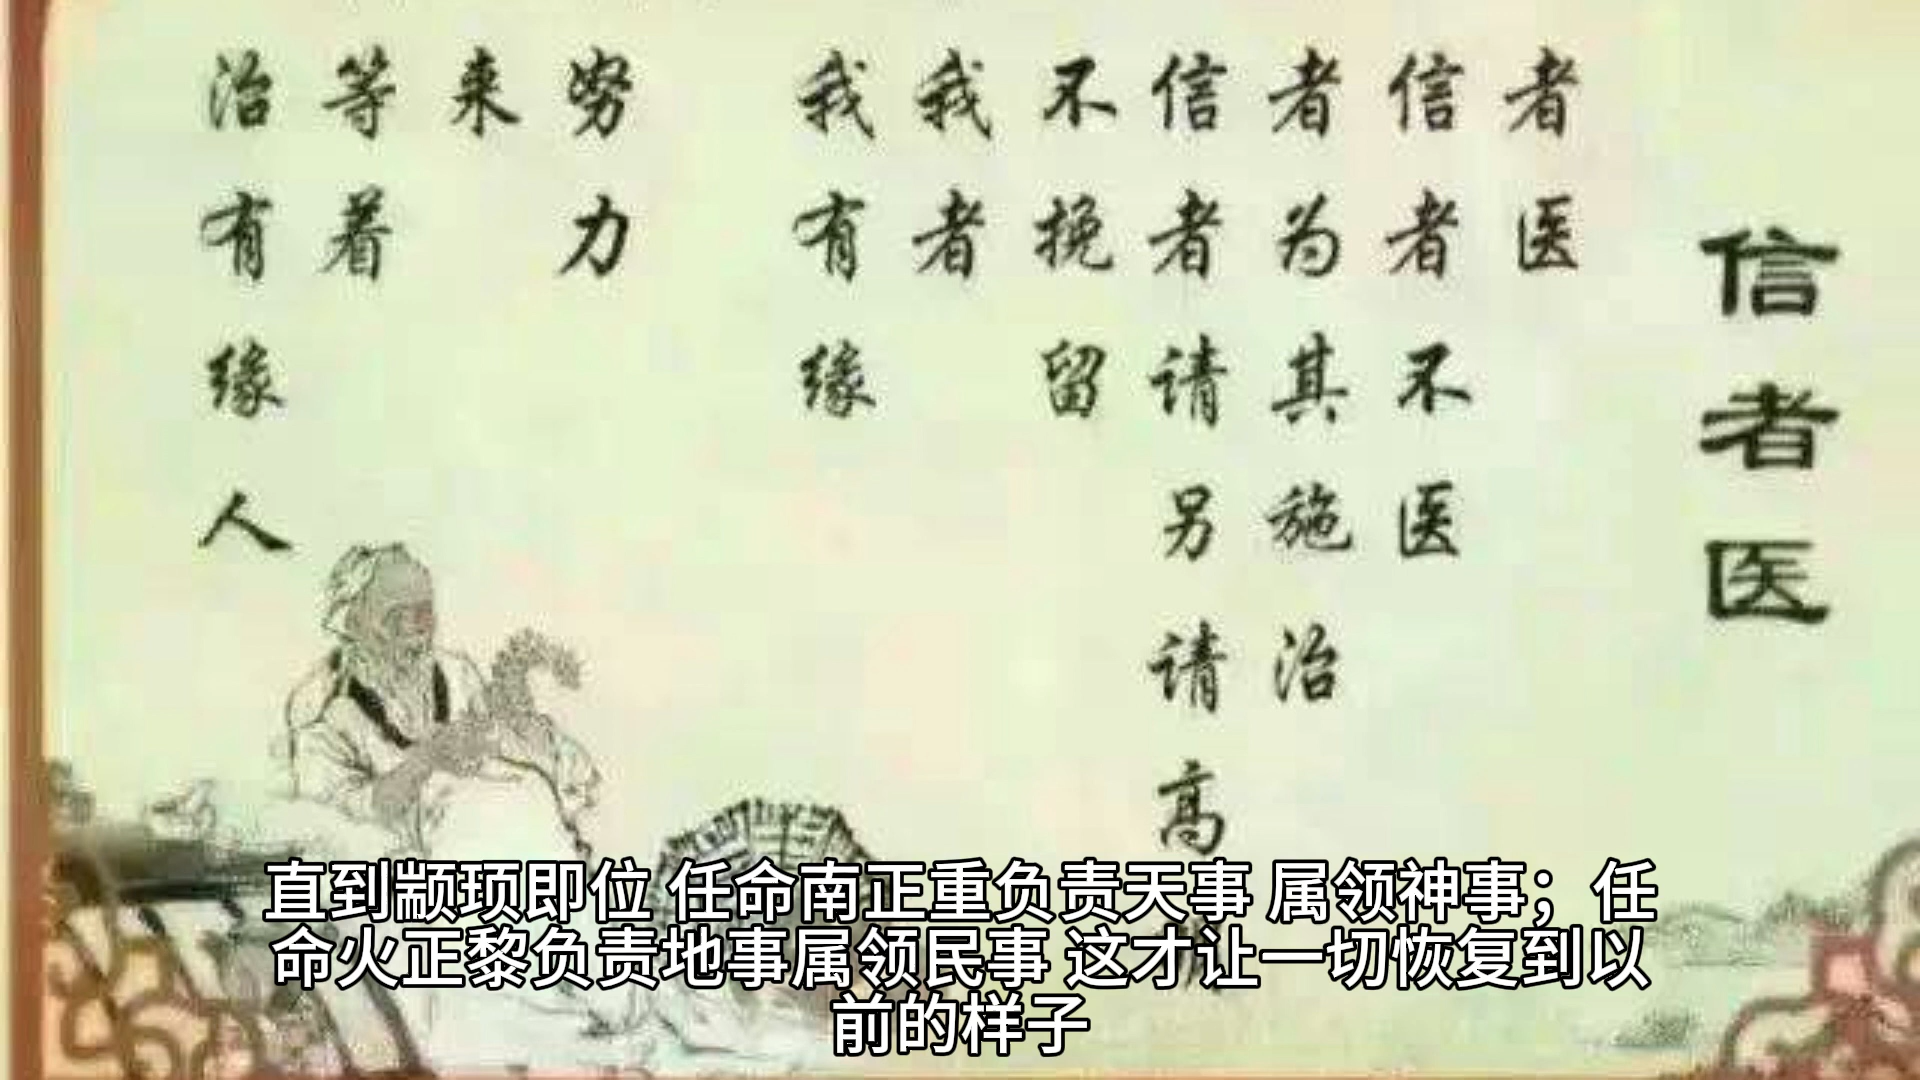 信者医
者医
信者不医
者为其施治
信者请另请高
不挽留
我者
我有缘
努力
来
等着
治有缘人
直到颛顼即位 任命南正重负责天事 属领神事；任
命火正黎负责地事属领民事 这才让一切恢复到以
前的样子